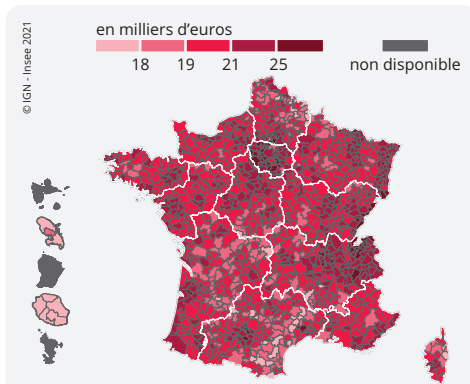 en milliers d'euros
18 19 21 25
non disponible
© IGN - Insee 2021